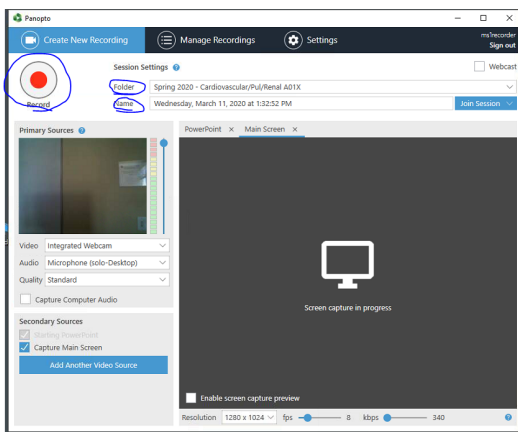 Panopto
Create New Recording
Manage Recordings
Settings
ms1recorder
Sign out
Record
Session Settings
Webcast
Folder
Spring 2020 - Cardiovascular/Pul/Renal A01X
Name
Wednesday, March 11, 2020 at 1:32:52 PM
Join Session
Primary Sources
Video
Integrated Webcam
Audio
Microphone (solo-Desktop)
Quality
Standard
Capture Computer Audio
Secondary Sources
Starting PowerPoint
Capture Main Screen
Add Another Video Source
PowerPoint
Main Screen
Screen capture in progress
Enable screen capture preview
Resolution 1280 x 1024 fps 8 kbps 340